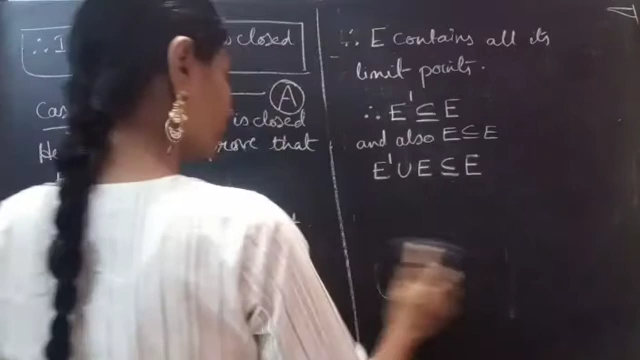 ∴ I is closed
Ⓐ
Cas is closed
He prove that
∴ E contains all its
limit points.
∴ E' ⊆ E
and also E ⊆ E
E' ∪ E ⊆ E